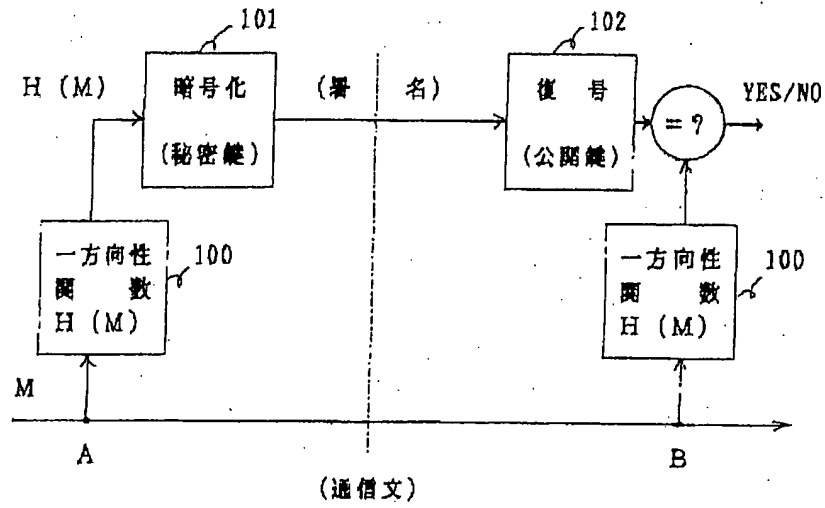 101
102
H (M)
暗号化
(秘密鍵)
(署 名)
復 号
(公開鍵)
= ?
YES/NO
一方向性
関 数
H (M)
100
一方向性
関 数
H (M)
100
M
A
B
(通信文)